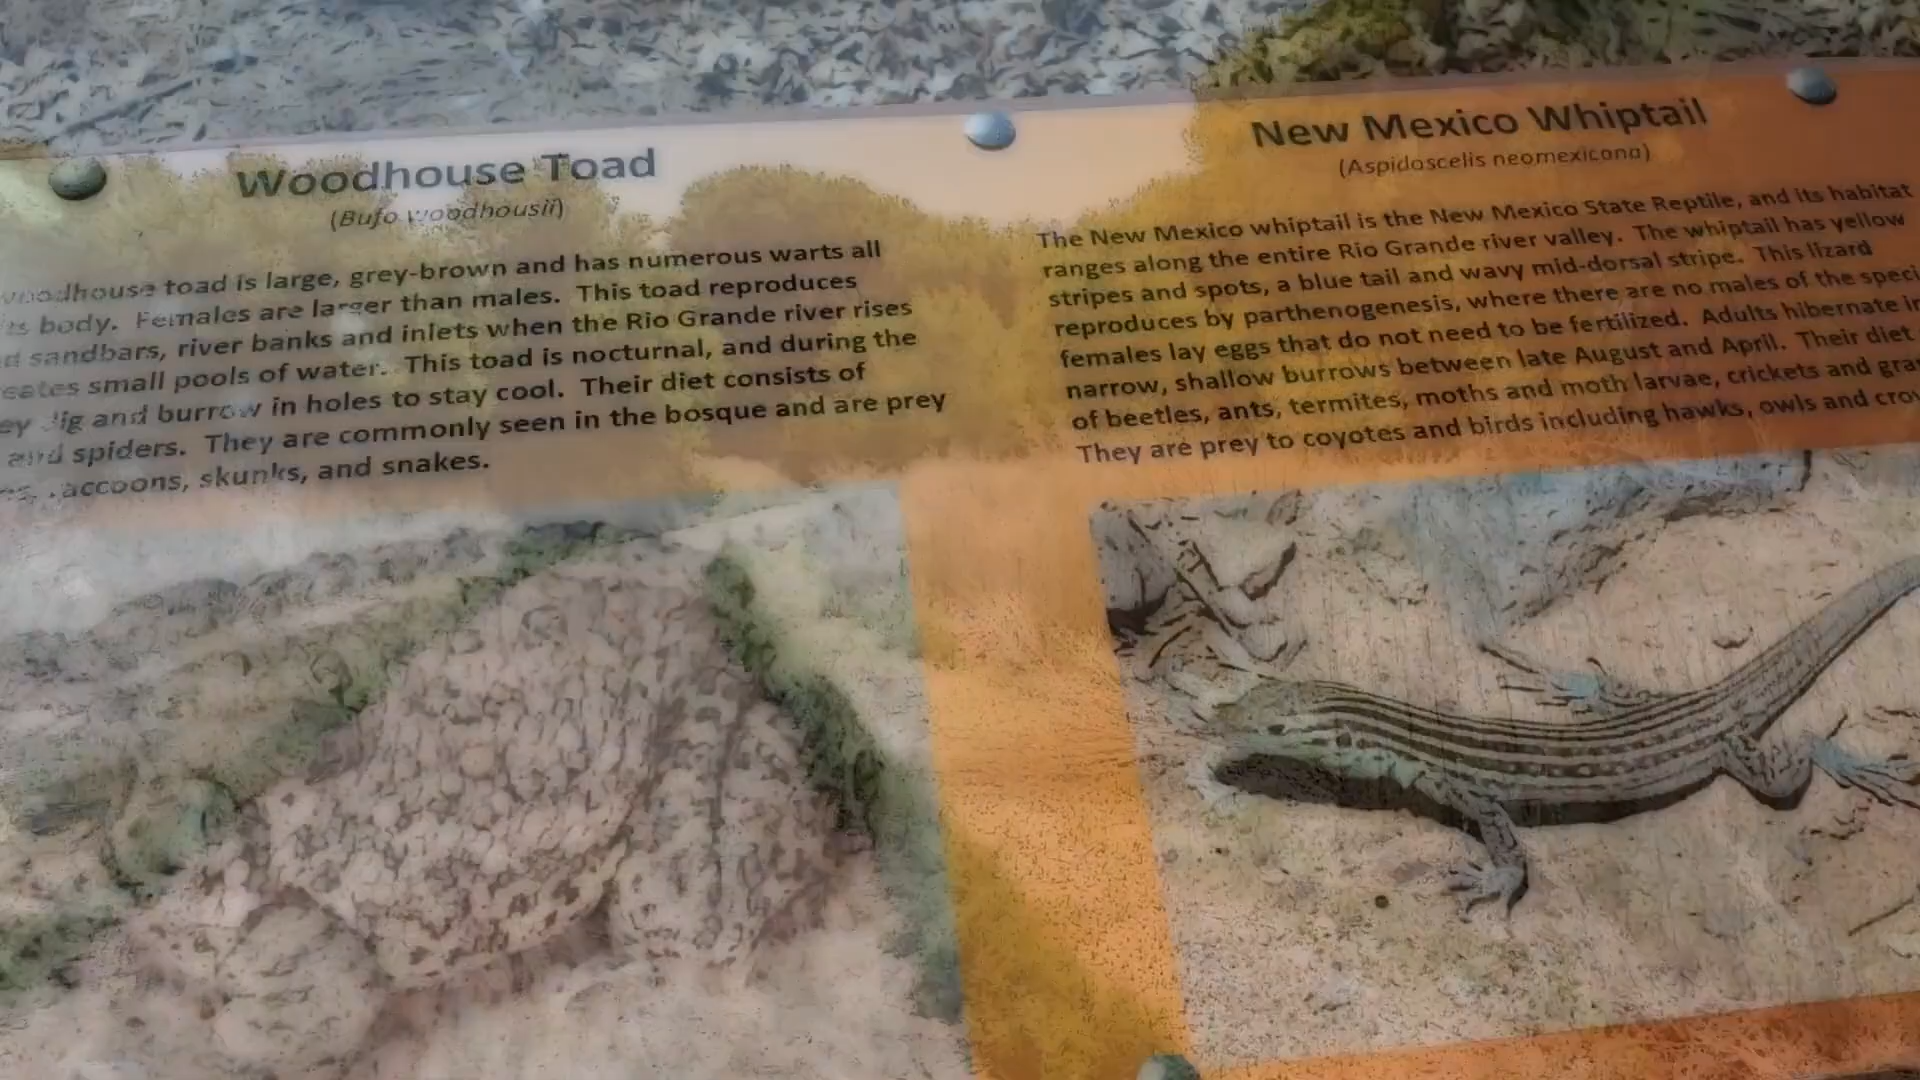 Woodhouse Toad
(Bufo woodhousii)
woodhouse toad is large, grey-brown and has numerous warts all
its body. Females are larger than males. This toad reproduces
sandbars, river banks and inlets when the Rio Grande river rises
small pools of water. This toad is nocturnal, and during the
dig and burrow in holes to stay cool. Their diet consists of
and spiders. They are commonly seen in the bosque and are prey
raccoons, skunks, and snakes.
New Mexico Whiptail
(Aspidoscelis neomexicana)
The New Mexico whiptail is the New Mexico State Reptile, and its habitat
ranges along the entire Rio Grande river valley. The whiptail has yellow
stripes and spots, a blue tail and wavy mid-dorsal stripe. This lizard
reproduces by parthenogenesis, where there are no males of the speci
females lay eggs that do not need to be fertilized. Adults hibernate in
narrow, shallow burrows between late August and April. Their diet
of beetles, ants, termites, moths and moth larvae, crickets and gra
They are prey to coyotes and birds including hawks, owls and crow